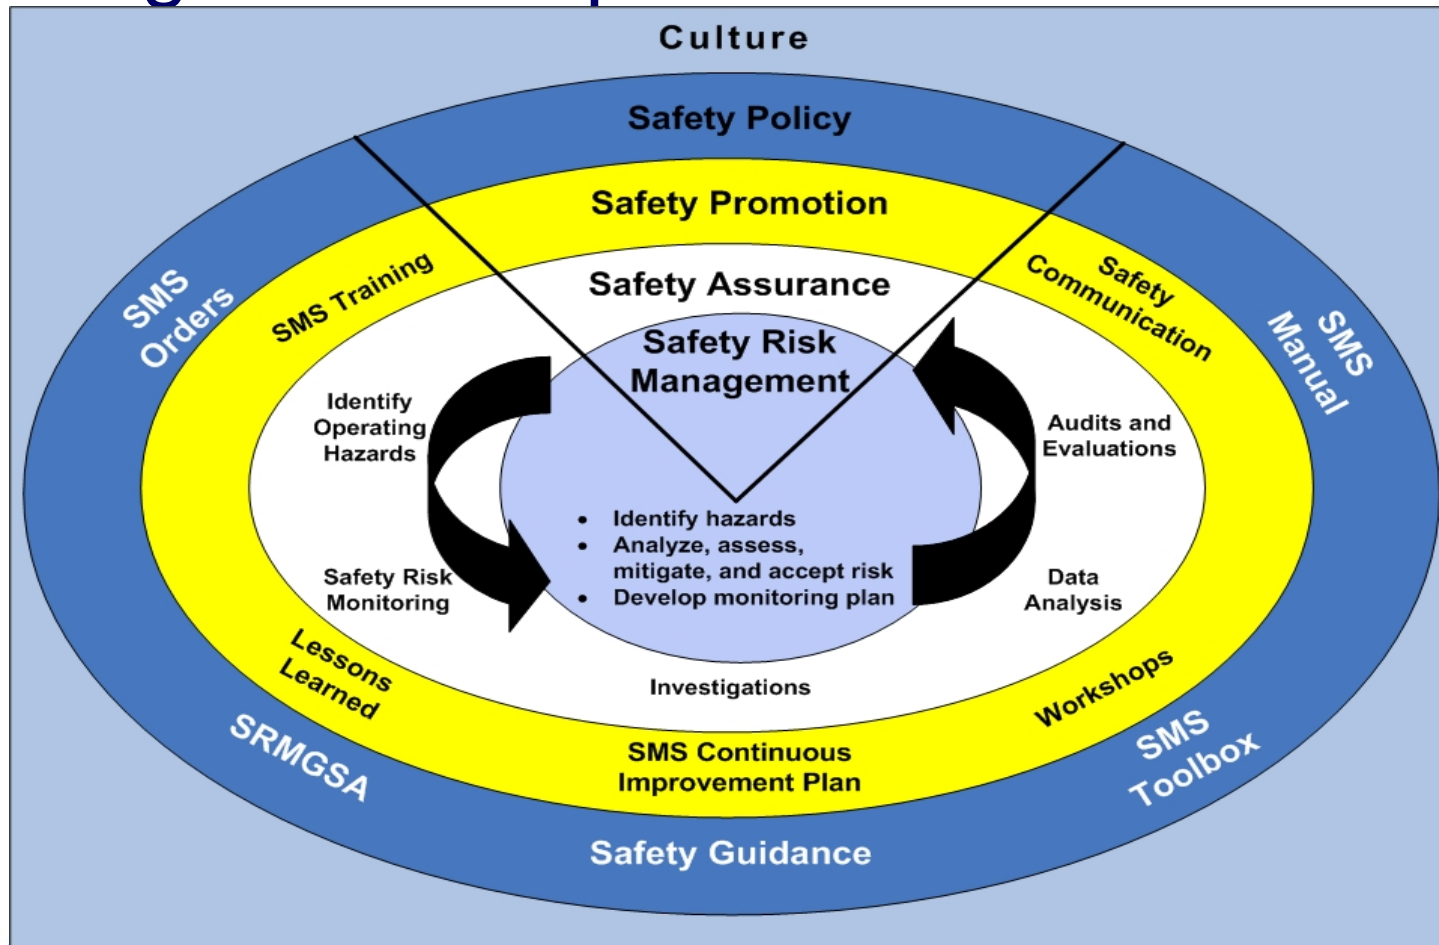 Culture
Safety Policy
Safety Promotion
Safety Assurance
Safety Risk
Management
SMS
Orders
SMS Training
Safety
Communication
SMS
Manual
Identify
Operating
Hazards
Audits and
Evaluations
• Identify hazards
• Analyze, assess,
mitigate, and accept risk
• Develop monitoring plan
Safety Risk
Monitoring
Data
Analysis
Lessons
Learned
Investigations
Workshops
SRMGSA
SMS Continuous
Improvement Plan
SMS
Toolbox
Safety Guidance